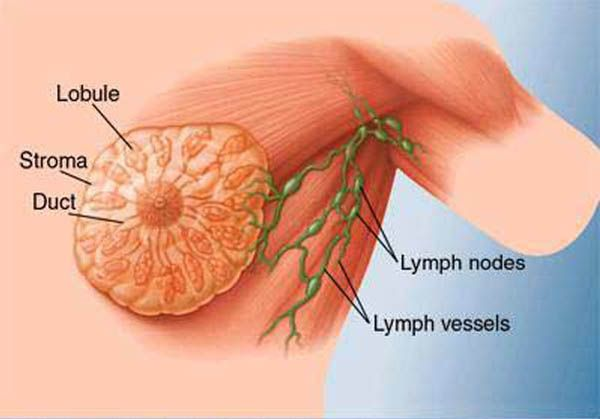 Lobule
Stroma
Duct
Lymph nodes
Lymph vessels